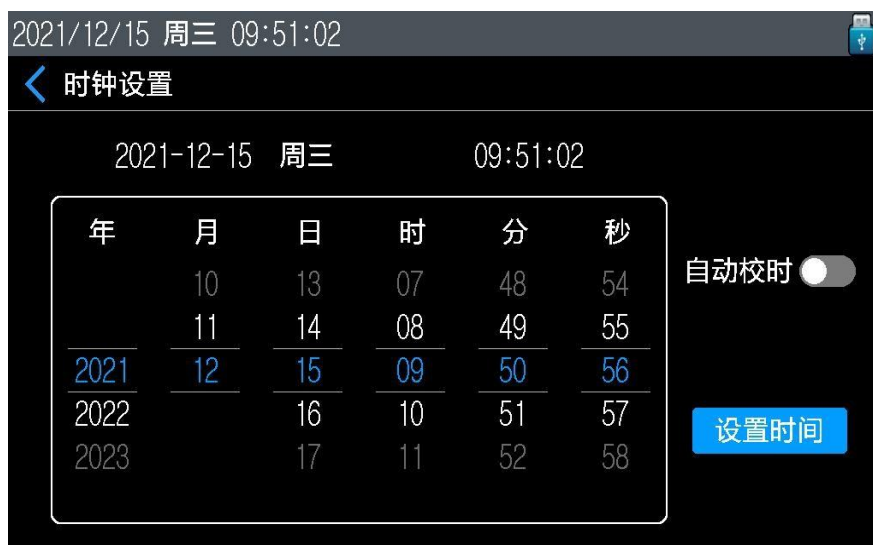 2021/12/15 周三 09:51:02
时钟设置
2021-12-15 周三 09:51:02
年 月 日 时 分 秒
10 13 07 48 54
自动校时
11 14 08 49 55
2021 12 15 09 50 56
2022 16 10 51 57
设置时间
2023 17 11 52 58